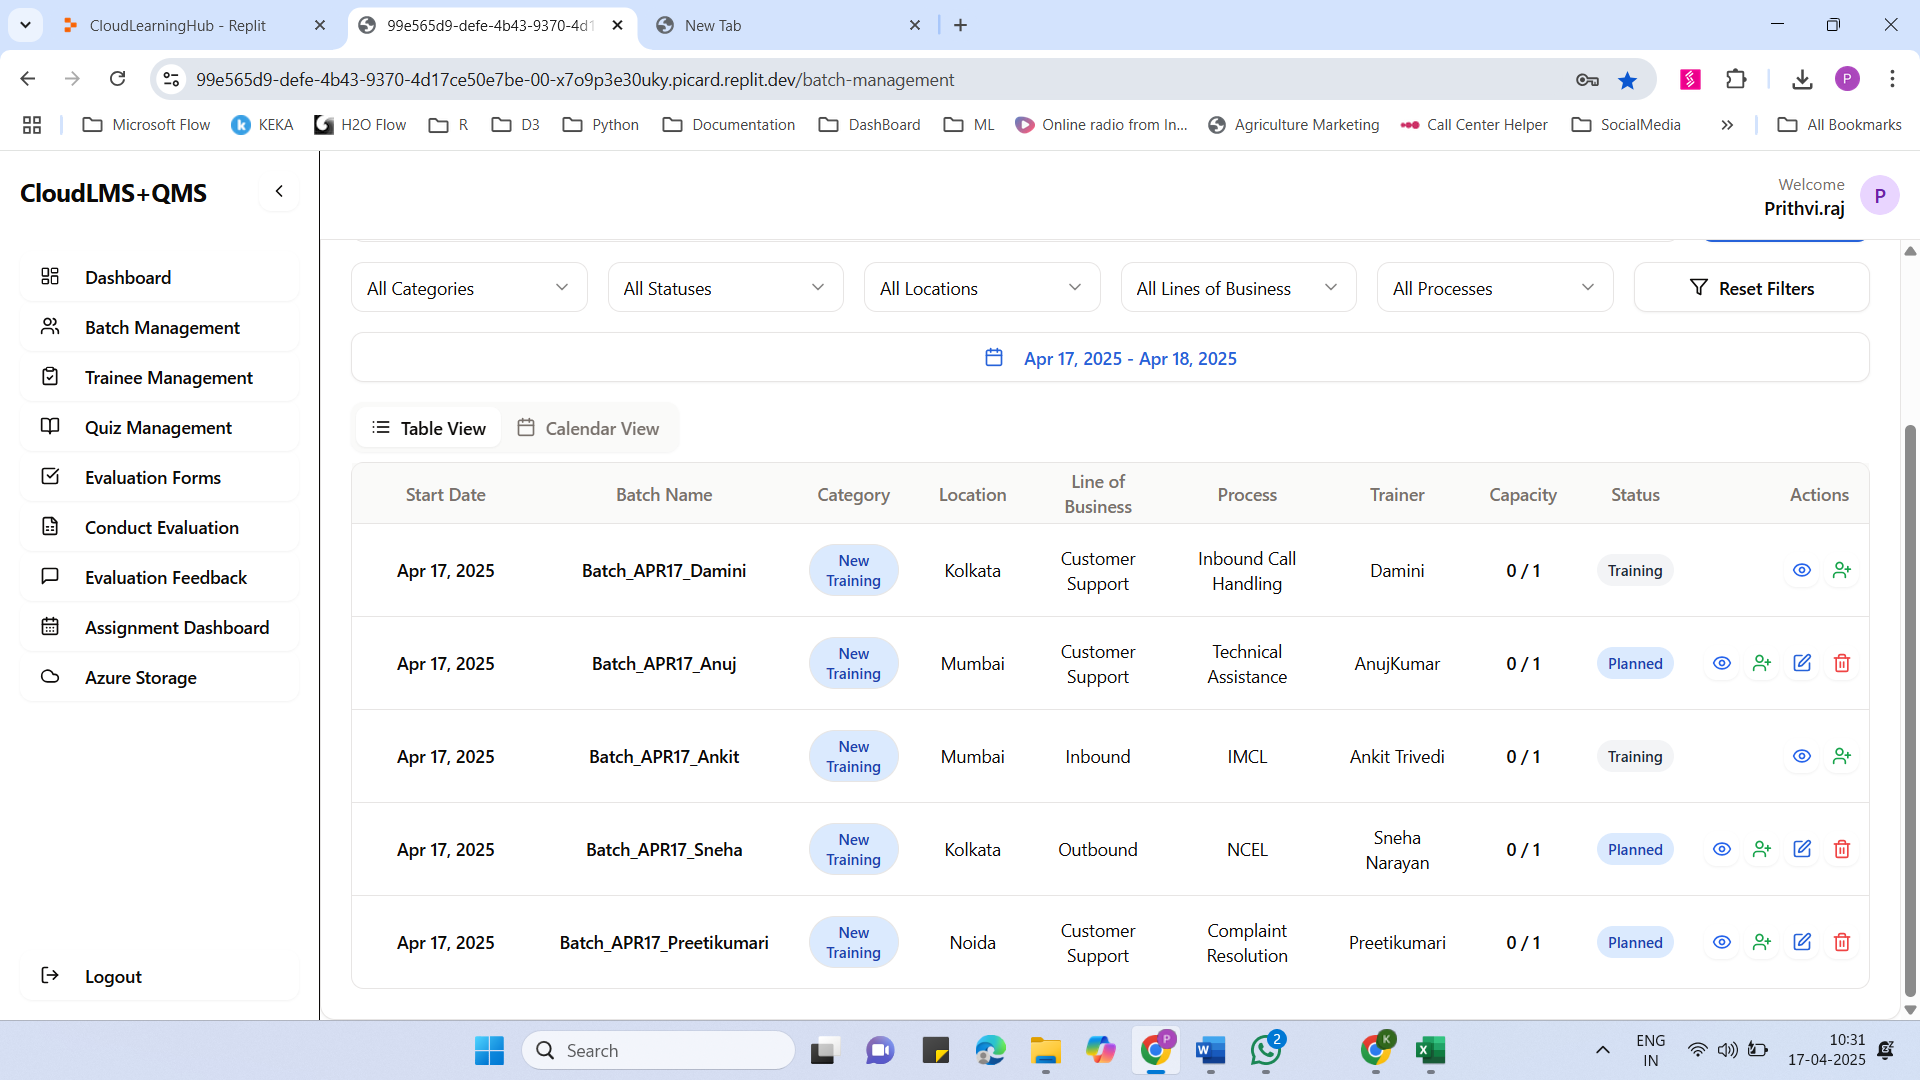 CloudLearningHub - Replit
99e565d9-defe-4b43-9370-4d1
New Tab
99e565d9-defe-4b43-9370-4d17ce50e7be-00-x7o9p3e30uky.picard.replit.dev/batch-management
P
Microsoft Flow
KEKA
H2O Flow
R
D3
Python
Documentation
DashBoard
ML
Online radio from In...
Agriculture Marketing
Call Center Helper
SocialMedia
All Bookmarks
CloudLMS+QMS
Welcome
Prithvi.raj
P
Dashboard
Batch Management
Trainee Management
Quiz Management
Evaluation Forms
Conduct Evaluation
Evaluation Feedback
Assignment Dashboard
Azure Storage
Logout
All Categories
All Statuses
All Locations
All Lines of Business
All Processes
Reset Filters
Apr 17, 2025 - Apr 18, 2025
Table View
Calendar View
Start Date
Batch Name
Category
Location
Line of
Business
Process
Trainer
Capacity
Status
Actions
Apr 17, 2025
Batch_APR17_Damini
New
Training
Kolkata
Customer
Support
Inbound Call
Handling
Damini
0 / 1
Training
Apr 17, 2025
Batch_APR17_Anuj
New
Training
Mumbai
Customer
Support
Technical
Assistance
AnujKumar
0 / 1
Planned
Apr 17, 2025
Batch_APR17_Ankit
New
Training
Mumbai
Inbound
IMCL
Ankit Trivedi
0 / 1
Training
Apr 17, 2025
Batch_APR17_Sneha
New
Training
Kolkata
Outbound
NCEL
Sneha
Narayan
0 / 1
Planned
Apr 17, 2025
Batch_APR17_Preetikumari
New
Training
Noida
Customer
Support
Complaint
Resolution
Preetikumari
0 / 1
Planned
Search
P
W
2
K
X
ENG
IN
10:31
17-04-2025